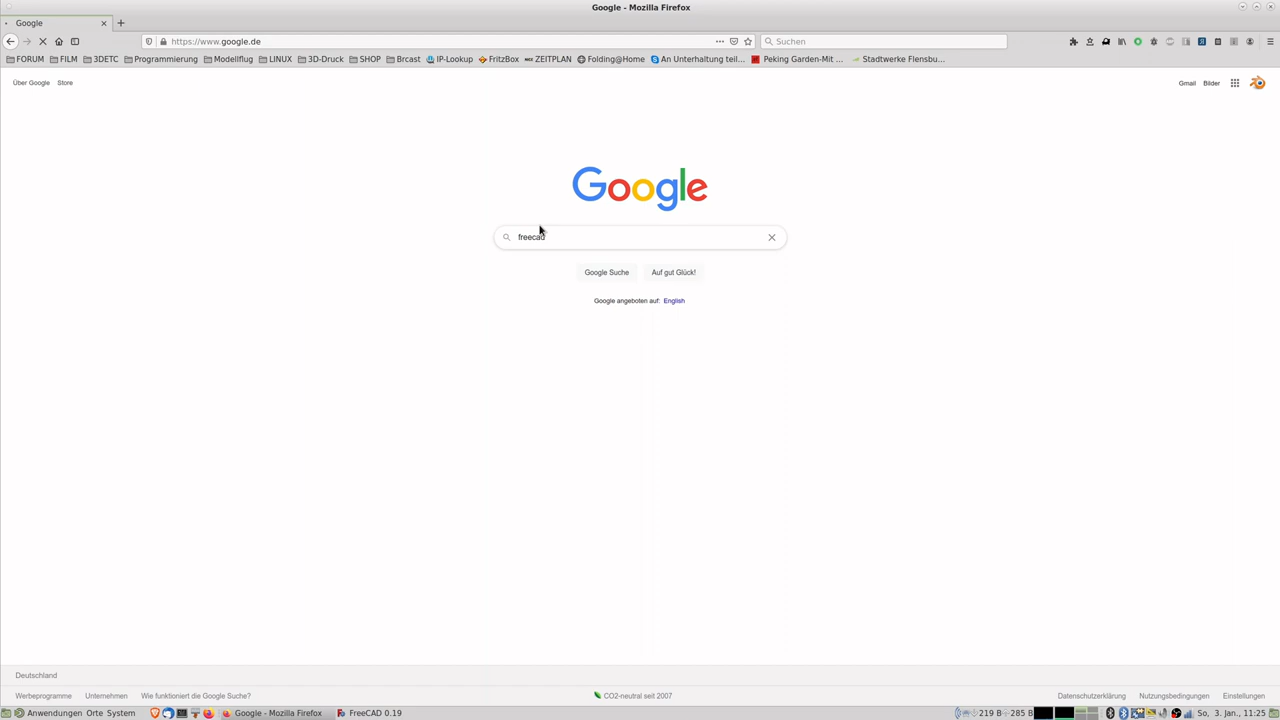 Google - Mozilla Firefox
Google
https://www.google.de
Suchen
FORUM FILM 3DETC Programmierung Modellflug LINUX 3D-Druck SHOP Brcast IP-Lookup FritzBox ZEITPLAN Folding@Home An Unterhaltung teil... Peking Garden-Mit ... Stadtwerke Flensbu...
Über Google Store
Gmail Bilder
Google
freecad
Google Suche Auf gut Glück!
Google angeboten auf: English
Deutschland
Werbeprogramme Unternehmen Wie funktioniert die Google Suche? CO2-neutral seit 2007 Datenschutzerklärung Nutzungsbedingungen Einstellungen
Anwendungen Orte System Google - Mozilla Firefox FreeCAD 0.19 219 B 285 B So, 3. Jan., 11:25